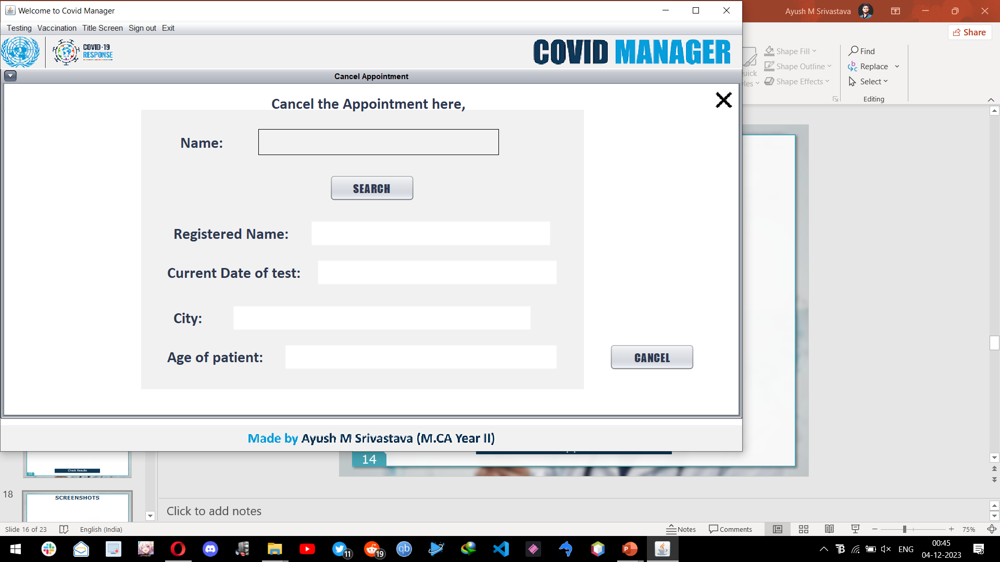 Welcome to Covid Manager
Ayush M Srivastava
Testing Vaccination Title Screen Sign out Exit
Share
COVID-19
RESPONSE
COVID MANAGER
Shape Fill
Shape Outline
Shape Effects
Find
Replace
Select
Editing
Cancel Appointment
Cancel the Appointment here,
Name:
SEARCH
Registered Name:
Current Date of test:
City:
Age of patient:
CANCEL
Made by Ayush M Srivastava (M.CA Year II)
14
Check Results
18
SCREENSHOTS
Click to add notes
Slide 16 of 23
English (India)
Notes
Comments
75%
11
19
qb
ENG
00:45
04-12-2023